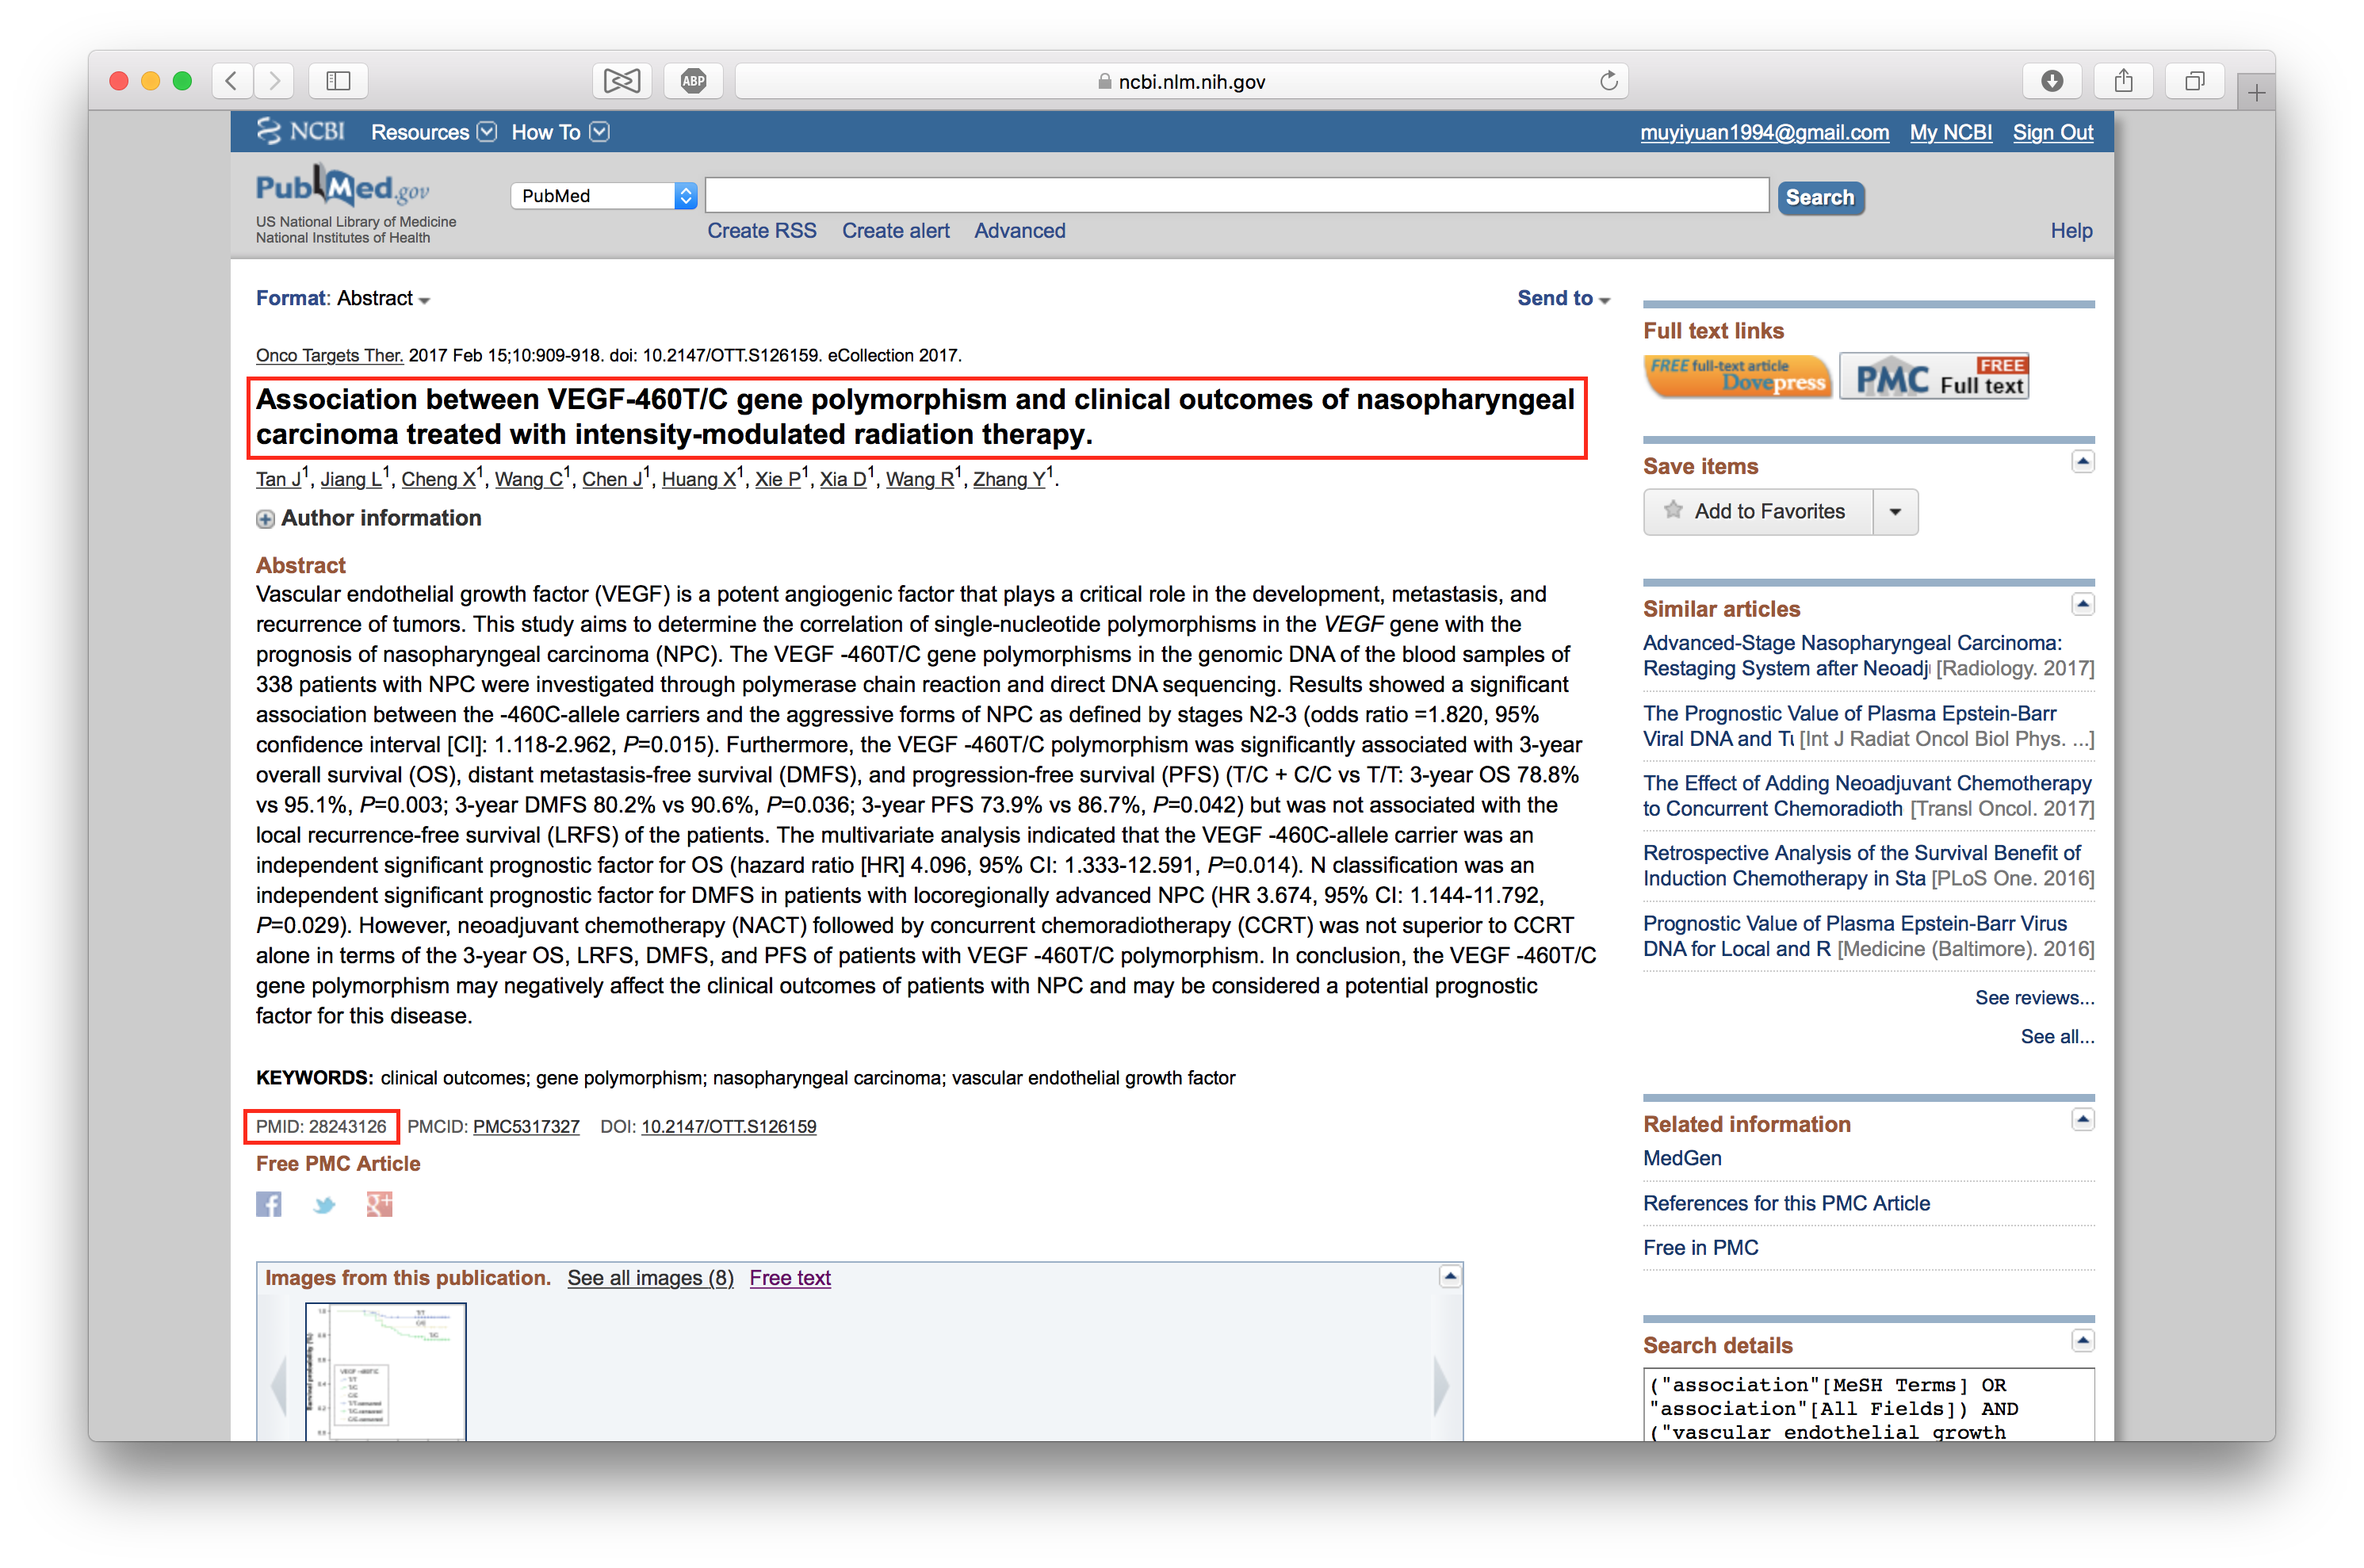 ABP
ncbi.nlm.nih.gov
NCBI Resources How To
muyiyuan1994@gmail.com My NCBI Sign Out
PubMed.gov
US National Library of Medicine
National Institutes of Health
PubMed
Search
Create RSS Create alert Advanced
Help
Format: Abstract
Send to
Onco Targets Ther. 2017 Feb 15;10:909-918. doi: 10.2147/OTT.S126159. eCollection 2017.
Association between VEGF-460T/C gene polymorphism and clinical outcomes of nasopharyngeal
carcinoma treated with intensity-modulated radiation therapy.
Tan J1, Jiang L1, Cheng X1, Wang C1, Chen J1, Huang X1, Xie P1, Xia D1, Wang R1, Zhang Y1.
Author information
Abstract
Vascular endothelial growth factor (VEGF) is a potent angiogenic factor that plays a critical role in the development, metastasis, and
recurrence of tumors. This study aims to determine the correlation of single-nucleotide polymorphisms in the VEGF gene with the
prognosis of nasopharyngeal carcinoma (NPC). The VEGF -460T/C gene polymorphisms in the genomic DNA of the blood samples of
338 patients with NPC were investigated through polymerase chain reaction and direct DNA sequencing. Results showed a significant
association between the -460C-allele carriers and the aggressive forms of NPC as defined by stages N2-3 (odds ratio =1.820, 95%
confidence interval [CI]: 1.118-2.962, P=0.015). Furthermore, the VEGF -460T/C polymorphism was significantly associated with 3-year
overall survival (OS), distant metastasis-free survival (DMFS), and progression-free survival (PFS) (T/C + C/C vs T/T: 3-year OS 78.8%
vs 95.1%, P=0.003; 3-year DMFS 80.2% vs 90.6%, P=0.036; 3-year PFS 73.9% vs 86.7%, P=0.042) but was not associated with the
local recurrence-free survival (LRFS) of the patients. The multivariate analysis indicated that the VEGF -460C-allele carrier was an
independent significant prognostic factor for OS (hazard ratio [HR] 4.096, 95% CI: 1.333-12.591, P=0.014). N classification was an
independent significant prognostic factor for DMFS in patients with locoregionally advanced NPC (HR 3.674, 95% CI: 1.144-11.792,
P=0.029). However, neoadjuvant chemotherapy (NACT) followed by concurrent chemoradiotherapy (CCRT) was not superior to CCRT
alone in terms of the 3-year OS, LRFS, DMFS, and PFS of patients with VEGF -460T/C polymorphism. In conclusion, the VEGF -460T/C
gene polymorphism may negatively affect the clinical outcomes of patients with NPC and may be considered a potential prognostic
factor for this disease.
KEYWORDS: clinical outcomes; gene polymorphism; nasopharyngeal carcinoma; vascular endothelial growth factor
PMID: 28243126 PMCID: PMC5317327 DOI: 10.2147/OTT.S126159
Free PMC Article
f g+
Images from this publication. See all images (8) Free text
Full text links
FREE full-text article
Dovepress
PMC FREE
Full text
Save items
Add to Favorites
Similar articles
Advanced-Stage Nasopharyngeal Carcinoma:
Restaging System after Neoadj [Radiology. 2017]
The Prognostic Value of Plasma Epstein-Barr
Viral DNA and Tu [Int J Radiat Oncol Biol Phys. ...]
The Effect of Adding Neoadjuvant Chemotherapy
to Concurrent Chemoradioth [Transl Oncol. 2017]
Retrospective Analysis of the Survival Benefit of
Induction Chemotherapy in Sta [PLoS One. 2016]
Prognostic Value of Plasma Epstein-Barr Virus
DNA for Local and R [Medicine (Baltimore). 2016]
See reviews...
See all...
Related information
MedGen
References for this PMC Article
Free in PMC
Search details
("association"[MeSH Terms] OR
"association"[All Fields]) AND
("vascular endothelial growth